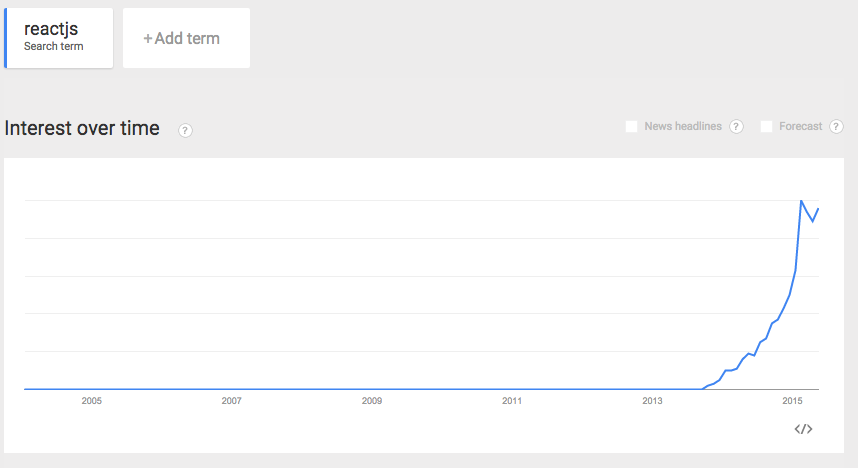 reactjs
Search term
+Add term
Interest over time ?
News headlines ?
Forecast ?
2005 2007 2009 2011 2013 2015
</>